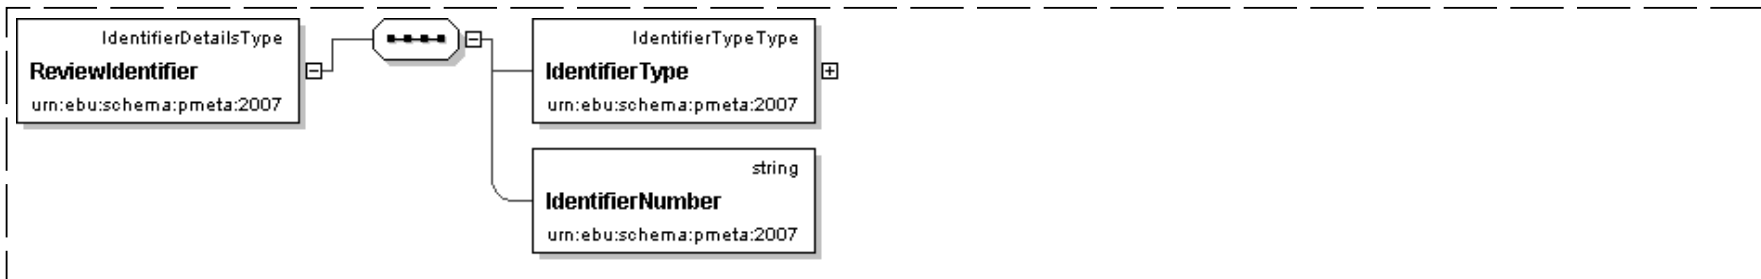 IdentifierDetailsType
ReviewIdentifier
urn:ebu:schema:pmeta:2007
IdentifierTypeType
IdentifierType
urn:ebu:schema:pmeta:2007
string
IdentifierNumber
urn:ebu:schema:pmeta:2007